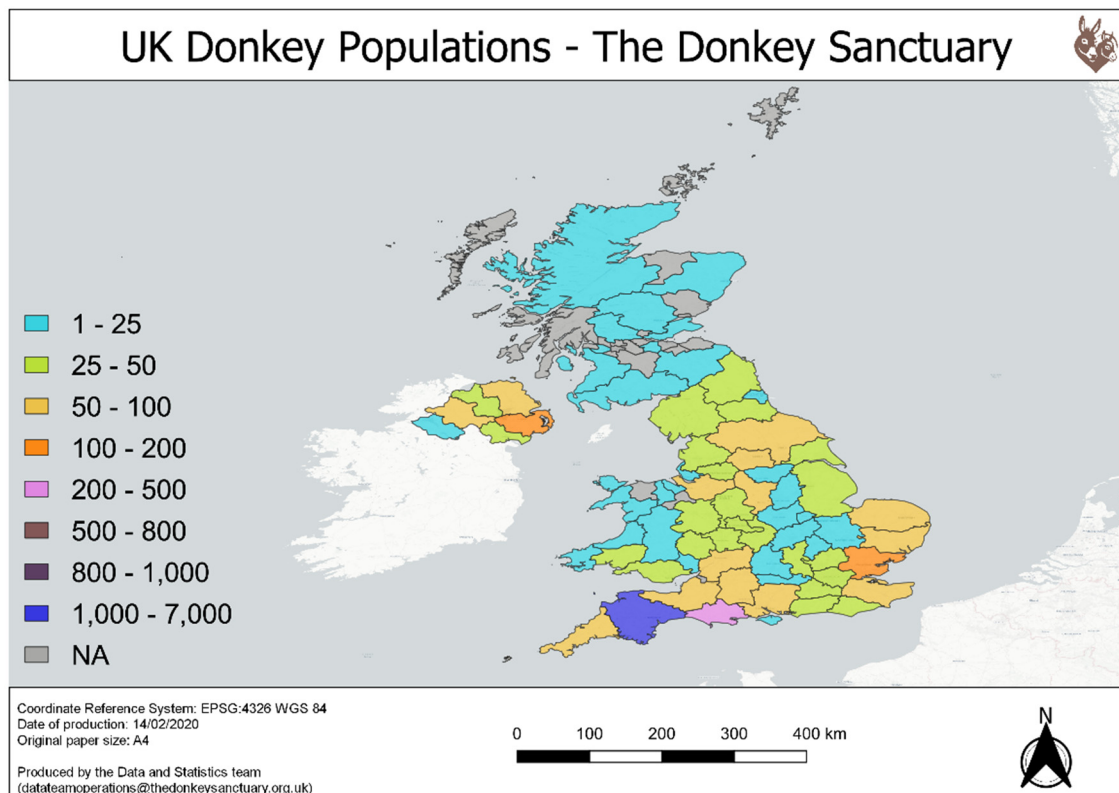 UK Donkey Populations - The Donkey Sanctuary
1 - 25
25 - 50
50 - 100
100 - 200
200 - 500
500 - 800
800 - 1,000
1,000 - 7,000
NA
Coordinate Reference System: EPSG:4326 WGS 84
Date of production: 14/02/2020
Original paper size: A4
Produced by the Data and Statistics team
(datateamoperations@thedonkeysanctuary.org.uk)
0 100 200 300 400 km
N